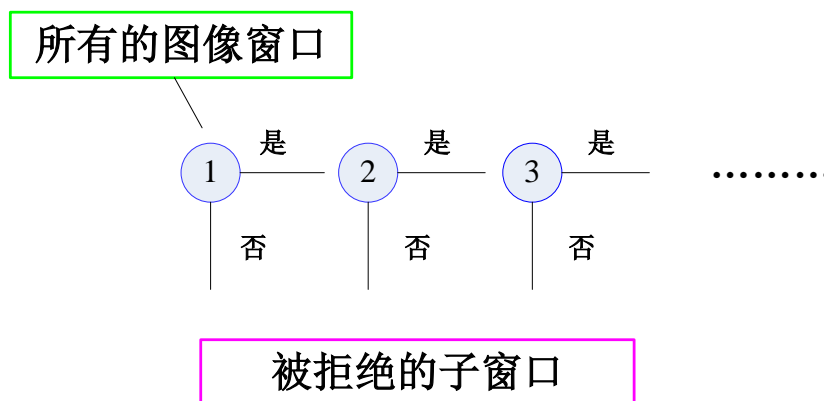 所有的图像窗口
是 是 是
1 2 3 ………
否 否 否
被拒绝的子窗口